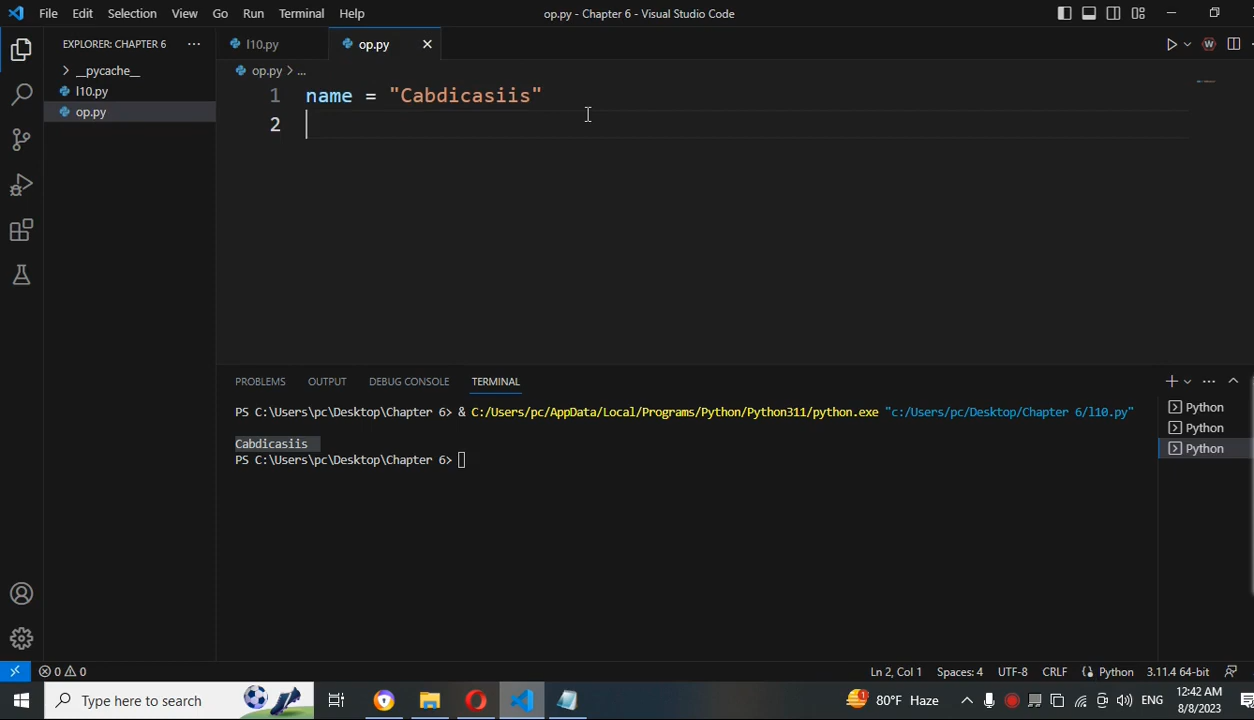 File Edit Selection View Go Run Terminal Help
op.py - Chapter 6 - Visual Studio Code
EXPLORER: CHAPTER 6 ...
__pycache__
l10.py
op.py
l10.py op.py
op.py > ...
1 name = "Cabdicasiis"
2
PROBLEMS OUTPUT DEBUG CONSOLE TERMINAL
PS C:\Users\pc\Desktop\Chapter 6> & C:/Users/pc/AppData/Local/Programs/Python/Python311/python.exe "c:/Users/pc/Desktop/Chapter 6/l10.py"
Cabdicasiis
PS C:\Users\pc\Desktop\Chapter 6>
Python
Python
Python
0 0
Ln 2, Col 1 Spaces: 4 UTF-8 CRLF Python 3.11.4 64-bit
Type here to search
1 80°F Haze
ENG
12:42 AM
8/8/2023